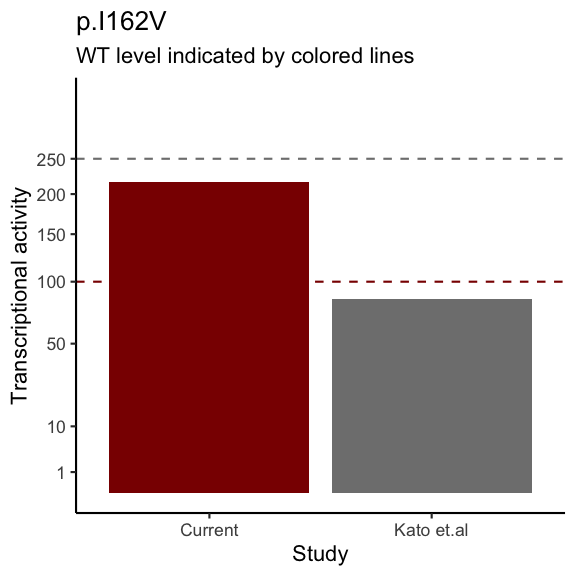 p.I162V
WT level indicated by colored lines
Transcriptional activity
250
200
150
100
50
10
1
Current
Kato et.al
Study